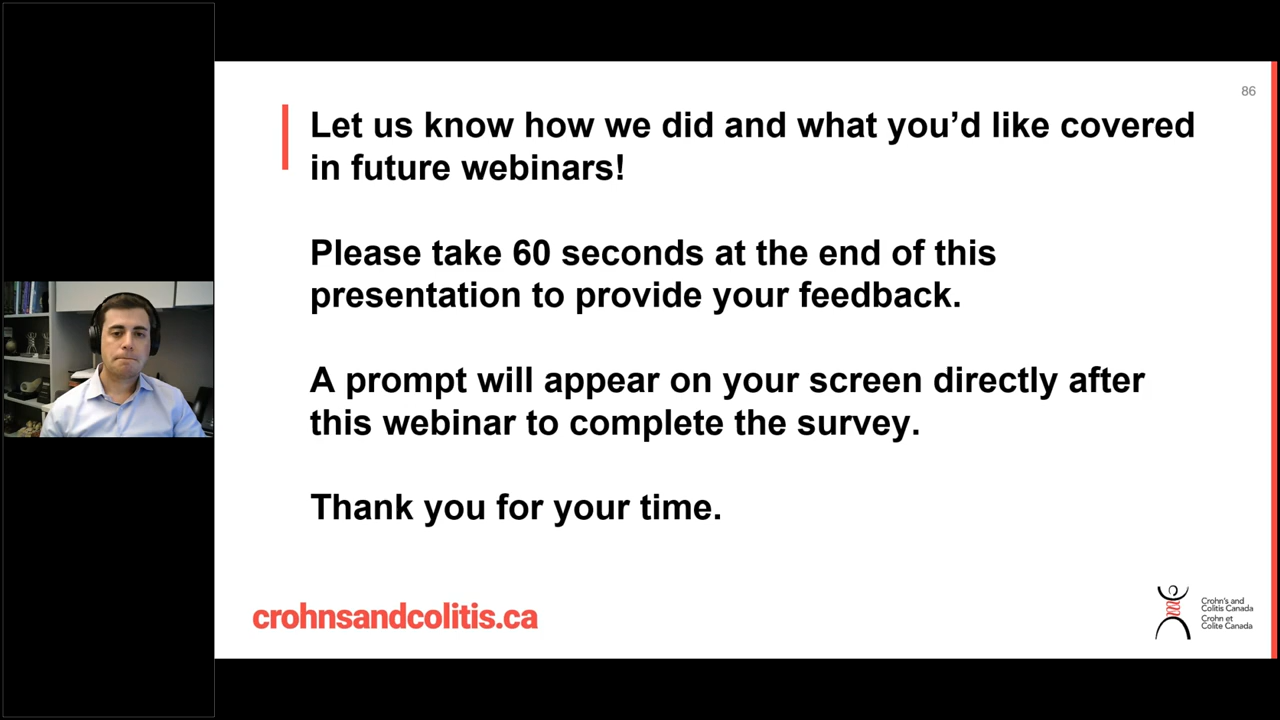 86
Let us know how we did and what you’d like covered
in future webinars!
Please take 60 seconds at the end of this
presentation to provide your feedback.
A prompt will appear on your screen directly after
this webinar to complete the survey.
Thank you for your time.
crohnsandcolitis.ca
Crohn's and
Colitis Canada
Crohn et
Colite Canada